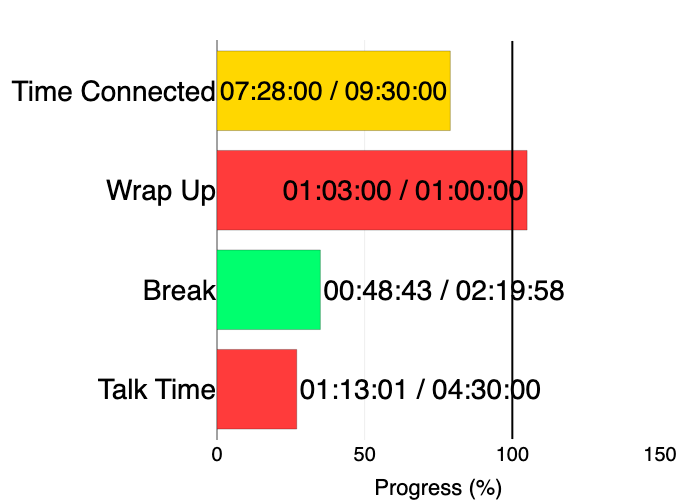 Time Connected 07:28:00 / 09:30:00
Wrap Up 01:03:00 / 01:00:00
Break 00:48:43 / 02:19:58
Talk Time 01:13:01 / 04:30:00
0 50 100 150
Progress (%)